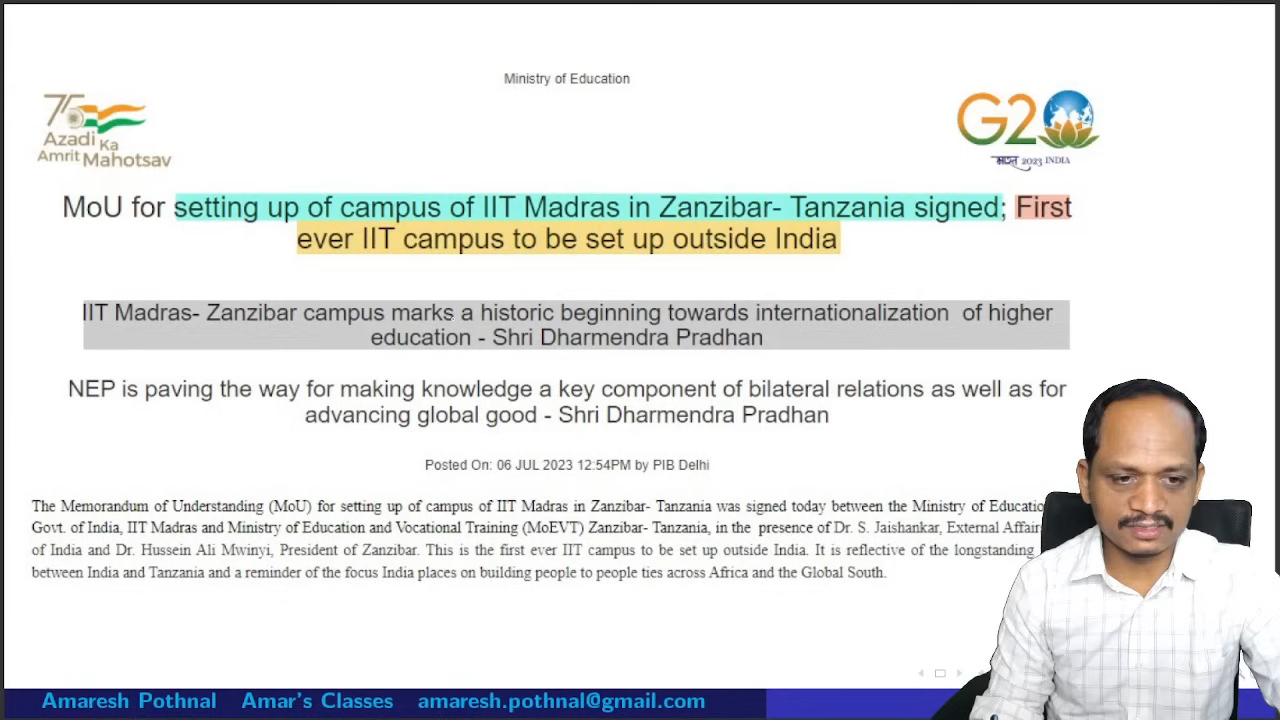 Ministry of Education
75
Azadi Ka
Amrit Mahotsav
G20
भारत 2023 INDIA
MoU for setting up of campus of IIT Madras in Zanzibar- Tanzania signed; First
ever IIT campus to be set up outside India
IIT Madras- Zanzibar campus marks a historic beginning towards internationalization of higher
education - Shri Dharmendra Pradhan
NEP is paving the way for making knowledge a key component of bilateral relations as well as for
advancing global good - Shri Dharmendra Pradhan
Posted On: 06 JUL 2023 12:54PM by PIB Delhi
The Memorandum of Understanding (MoU) for setting up of campus of IIT Madras in Zanzibar- Tanzania was signed today between the Ministry of
Govt. of India, IIT Madras and Ministry of Education and Vocational Training (MoEVT) Zanzibar- Tanzania, in the presence of Dr. S. Jaishankar, External
of India and Dr. Hussein Ali Mwinyi, President of Zanzibar. This is the first ever IIT campus to be set up outside India. It is reflective of the longstanding
between India and Tanzania and a reminder of the focus India places on building people to people ties across Africa and the Global South.
Amaresh Pothnal Amar's Classes amaresh.pothnal@gmail.com